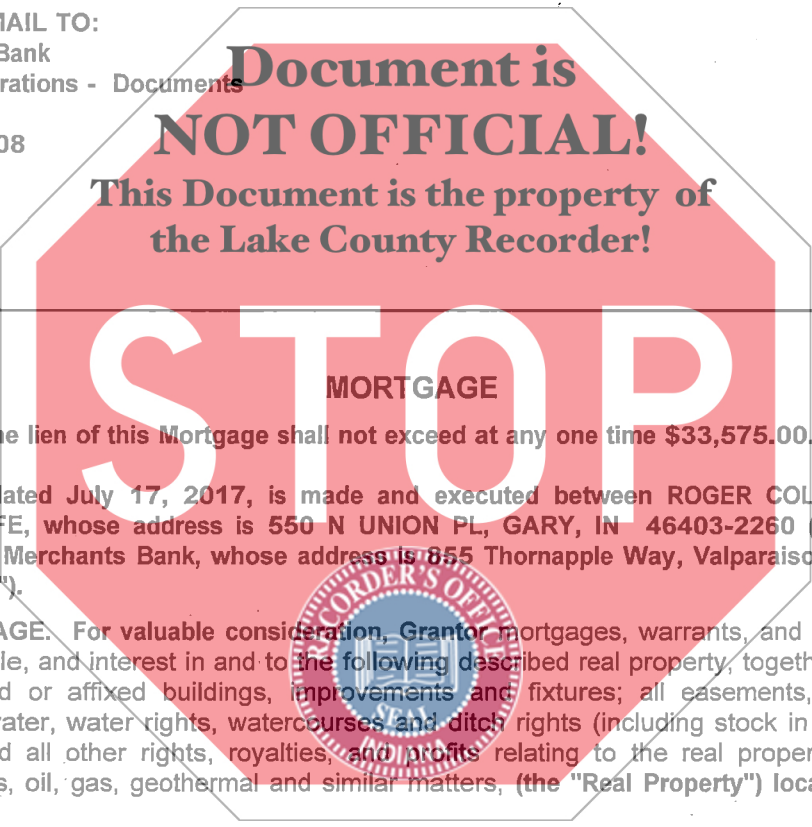 MAIL TO:
Bank
rations - Documents
08
Document is
NOT OFFICIAL!
This Document is the property of
the Lake County Recorder!
STOP
MORTGAGE
he lien of this Mortgage shall not exceed at any one time $33,575.00.
dated July 17, 2017, is made and executed between ROGER COL
FE, whose address is 550 N UNION PL, GARY, IN 46403-2260 (
Merchants Bank, whose address is 855 Thornapple Way, Valparaiso
").
AGE. For valuable consideration, Grantor mortgages, warrants, and
le, and interest in and to the following described real property, togeth
d or affixed buildings, improvements and fixtures; all easements,
ater, water rights, watercourses and ditch rights (including stock in
d all other rights, royalties, and profits relating to the real proper
s, oil, gas, geothermal and similar matters, (the "Real Property") loca
RECORDER'S OFFICE
SEAL
INDIANA